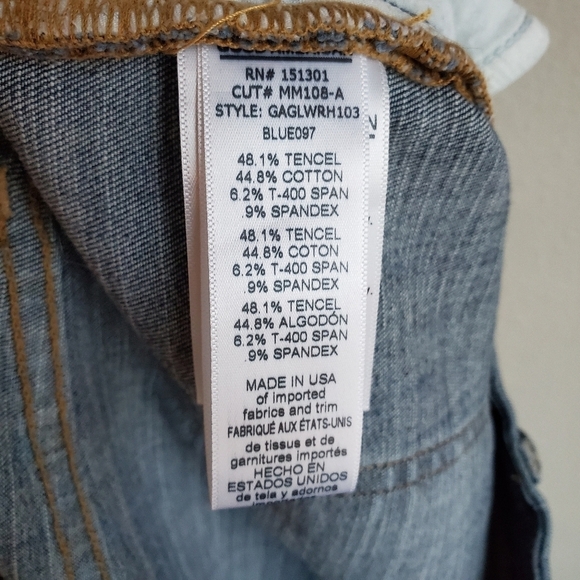 RN# 151301
CUT# MM108-A
STYLE: GAGLWRH103
BLUE097
48.1% TENCEL
44.8% COTTON
6.2% T-400 SPAN
.9% SPANDEX
48.1% TENCEL
44.8% COTON
6.2% T-400 SPAN
.9% SPANDEX
48.1% TENCEL
44.8% ALGODÓN
6.2% T-400 SPAN
.9% SPANDEX
MADE IN USA
of imported
fabrics and trim
FABRIQUÉ AUX ÉTATS-UNIS
de tissus et de
garnitures importés
HECHO EN
ESTADOS UNIDOS
de tela y adornos